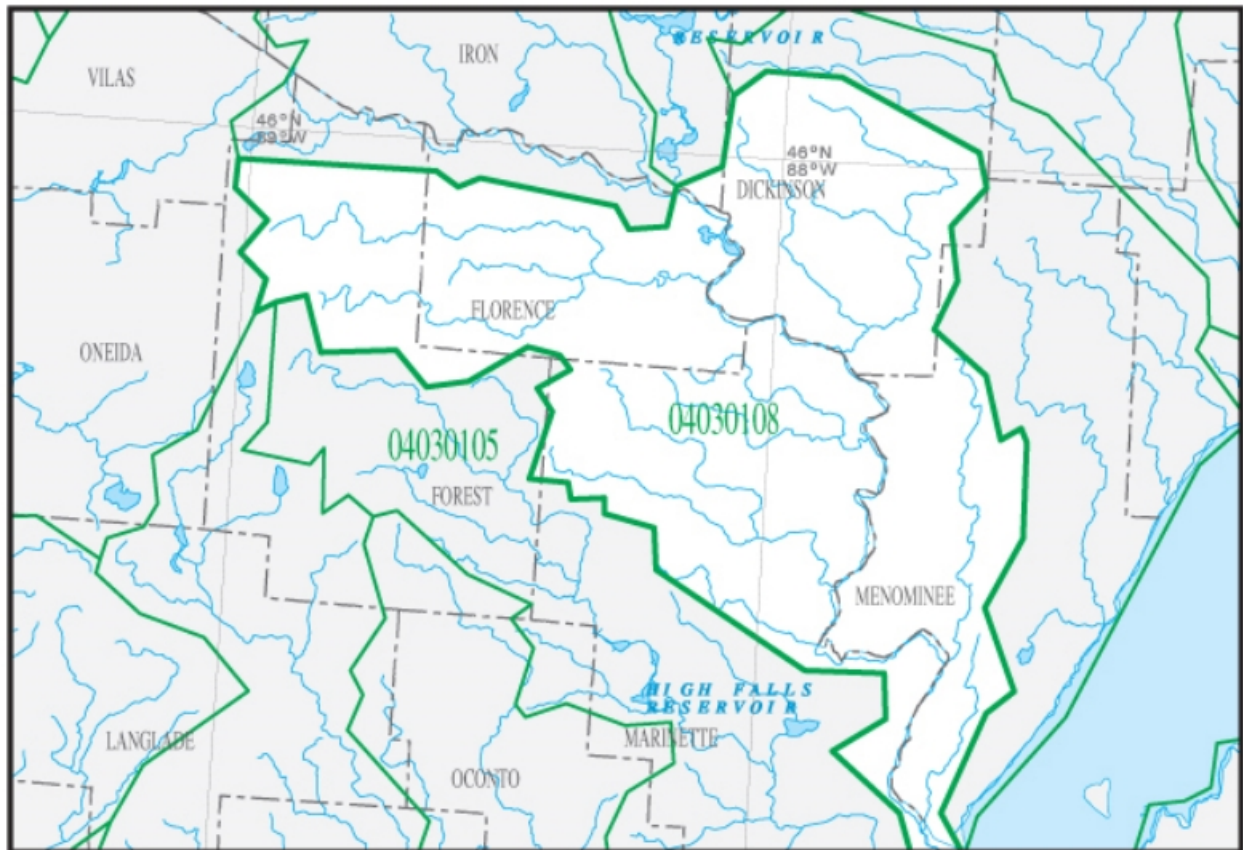 RESERVOIR
IRON
VILAS
46°N
89°W
46°N
88°W
DICKINSON
FLORENCE
ONEIDA
04030108
04030105
FOREST
MENOMINEE
HIGH FALLS
RESERVOIR
MARINETTE
LANGLADE
OCONTO